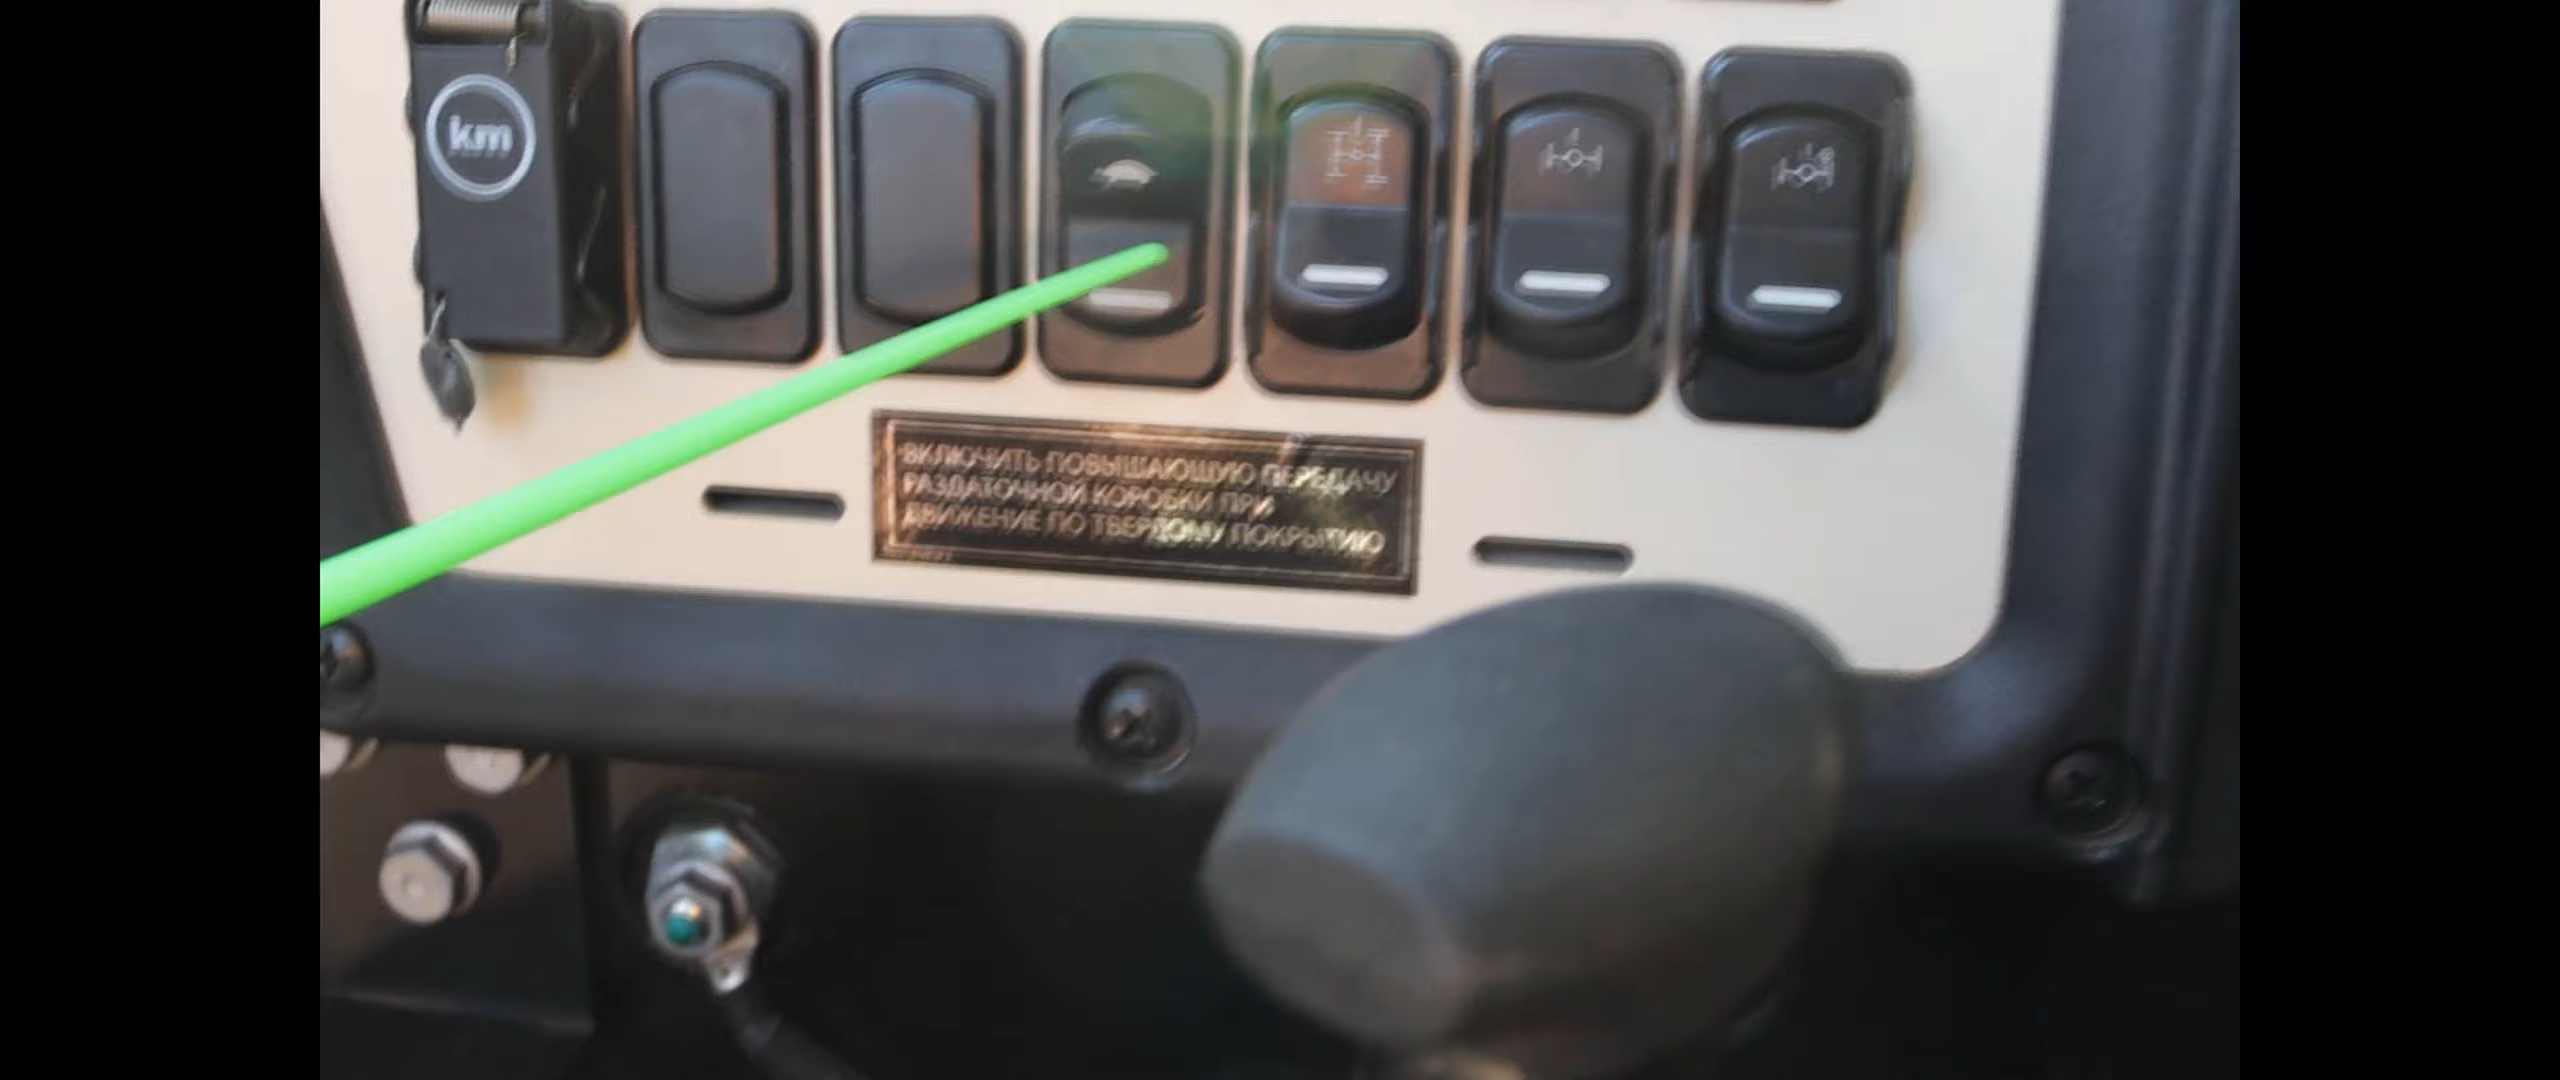 km
ВКЛЮЧИТЬ ПОВЫШАЮЩУЮ ПЕРЕДАЧУ
РАЗДАТОЧНОЙ КОРОБКИ ПРИ
ДВИЖЕНИЕ ПО ТВЕРДОМУ ПОКРЫТИЮ